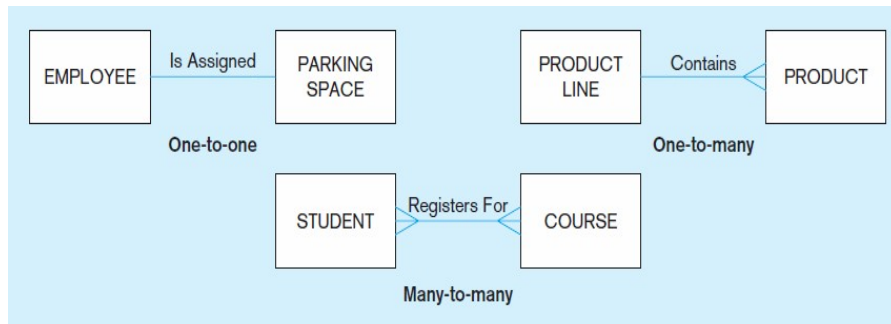 EMPLOYEE
Is Assigned
PARKING
SPACE
One-to-one
PRODUCT
LINE
Contains
PRODUCT
One-to-many
STUDENT
Registers For
COURSE
Many-to-many